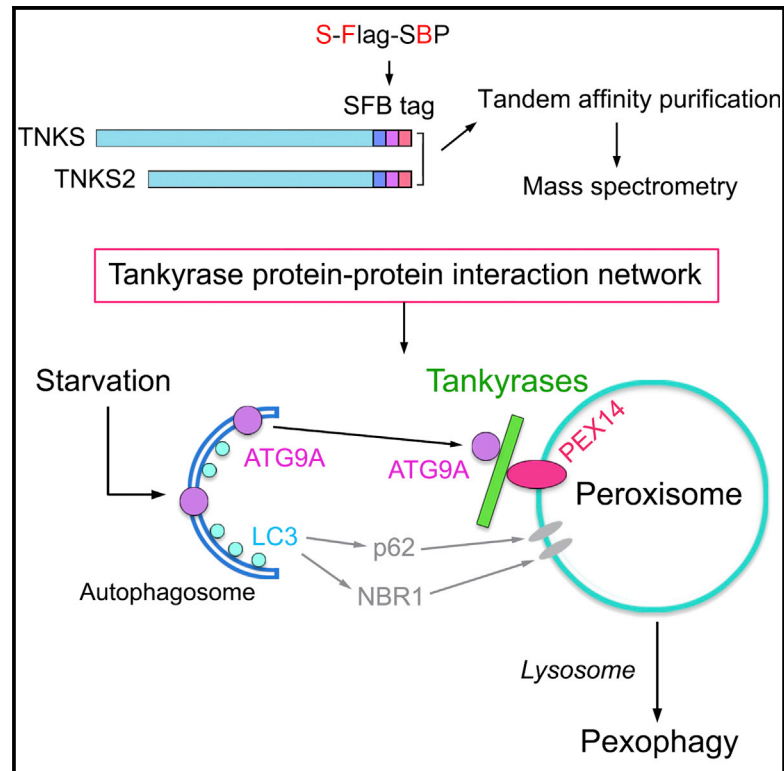 S-Flag-SBP
SFB tag
TNKS
TNKS2
Tandem affinity purification
Mass spectrometry
Tankyrase protein-protein interaction network
Starvation
Tankyrases
ATG9A
ATG9A
PEX14
Peroxisome
LC3
p62
NBR1
Autophagosome
Lysosome
Pexophagy